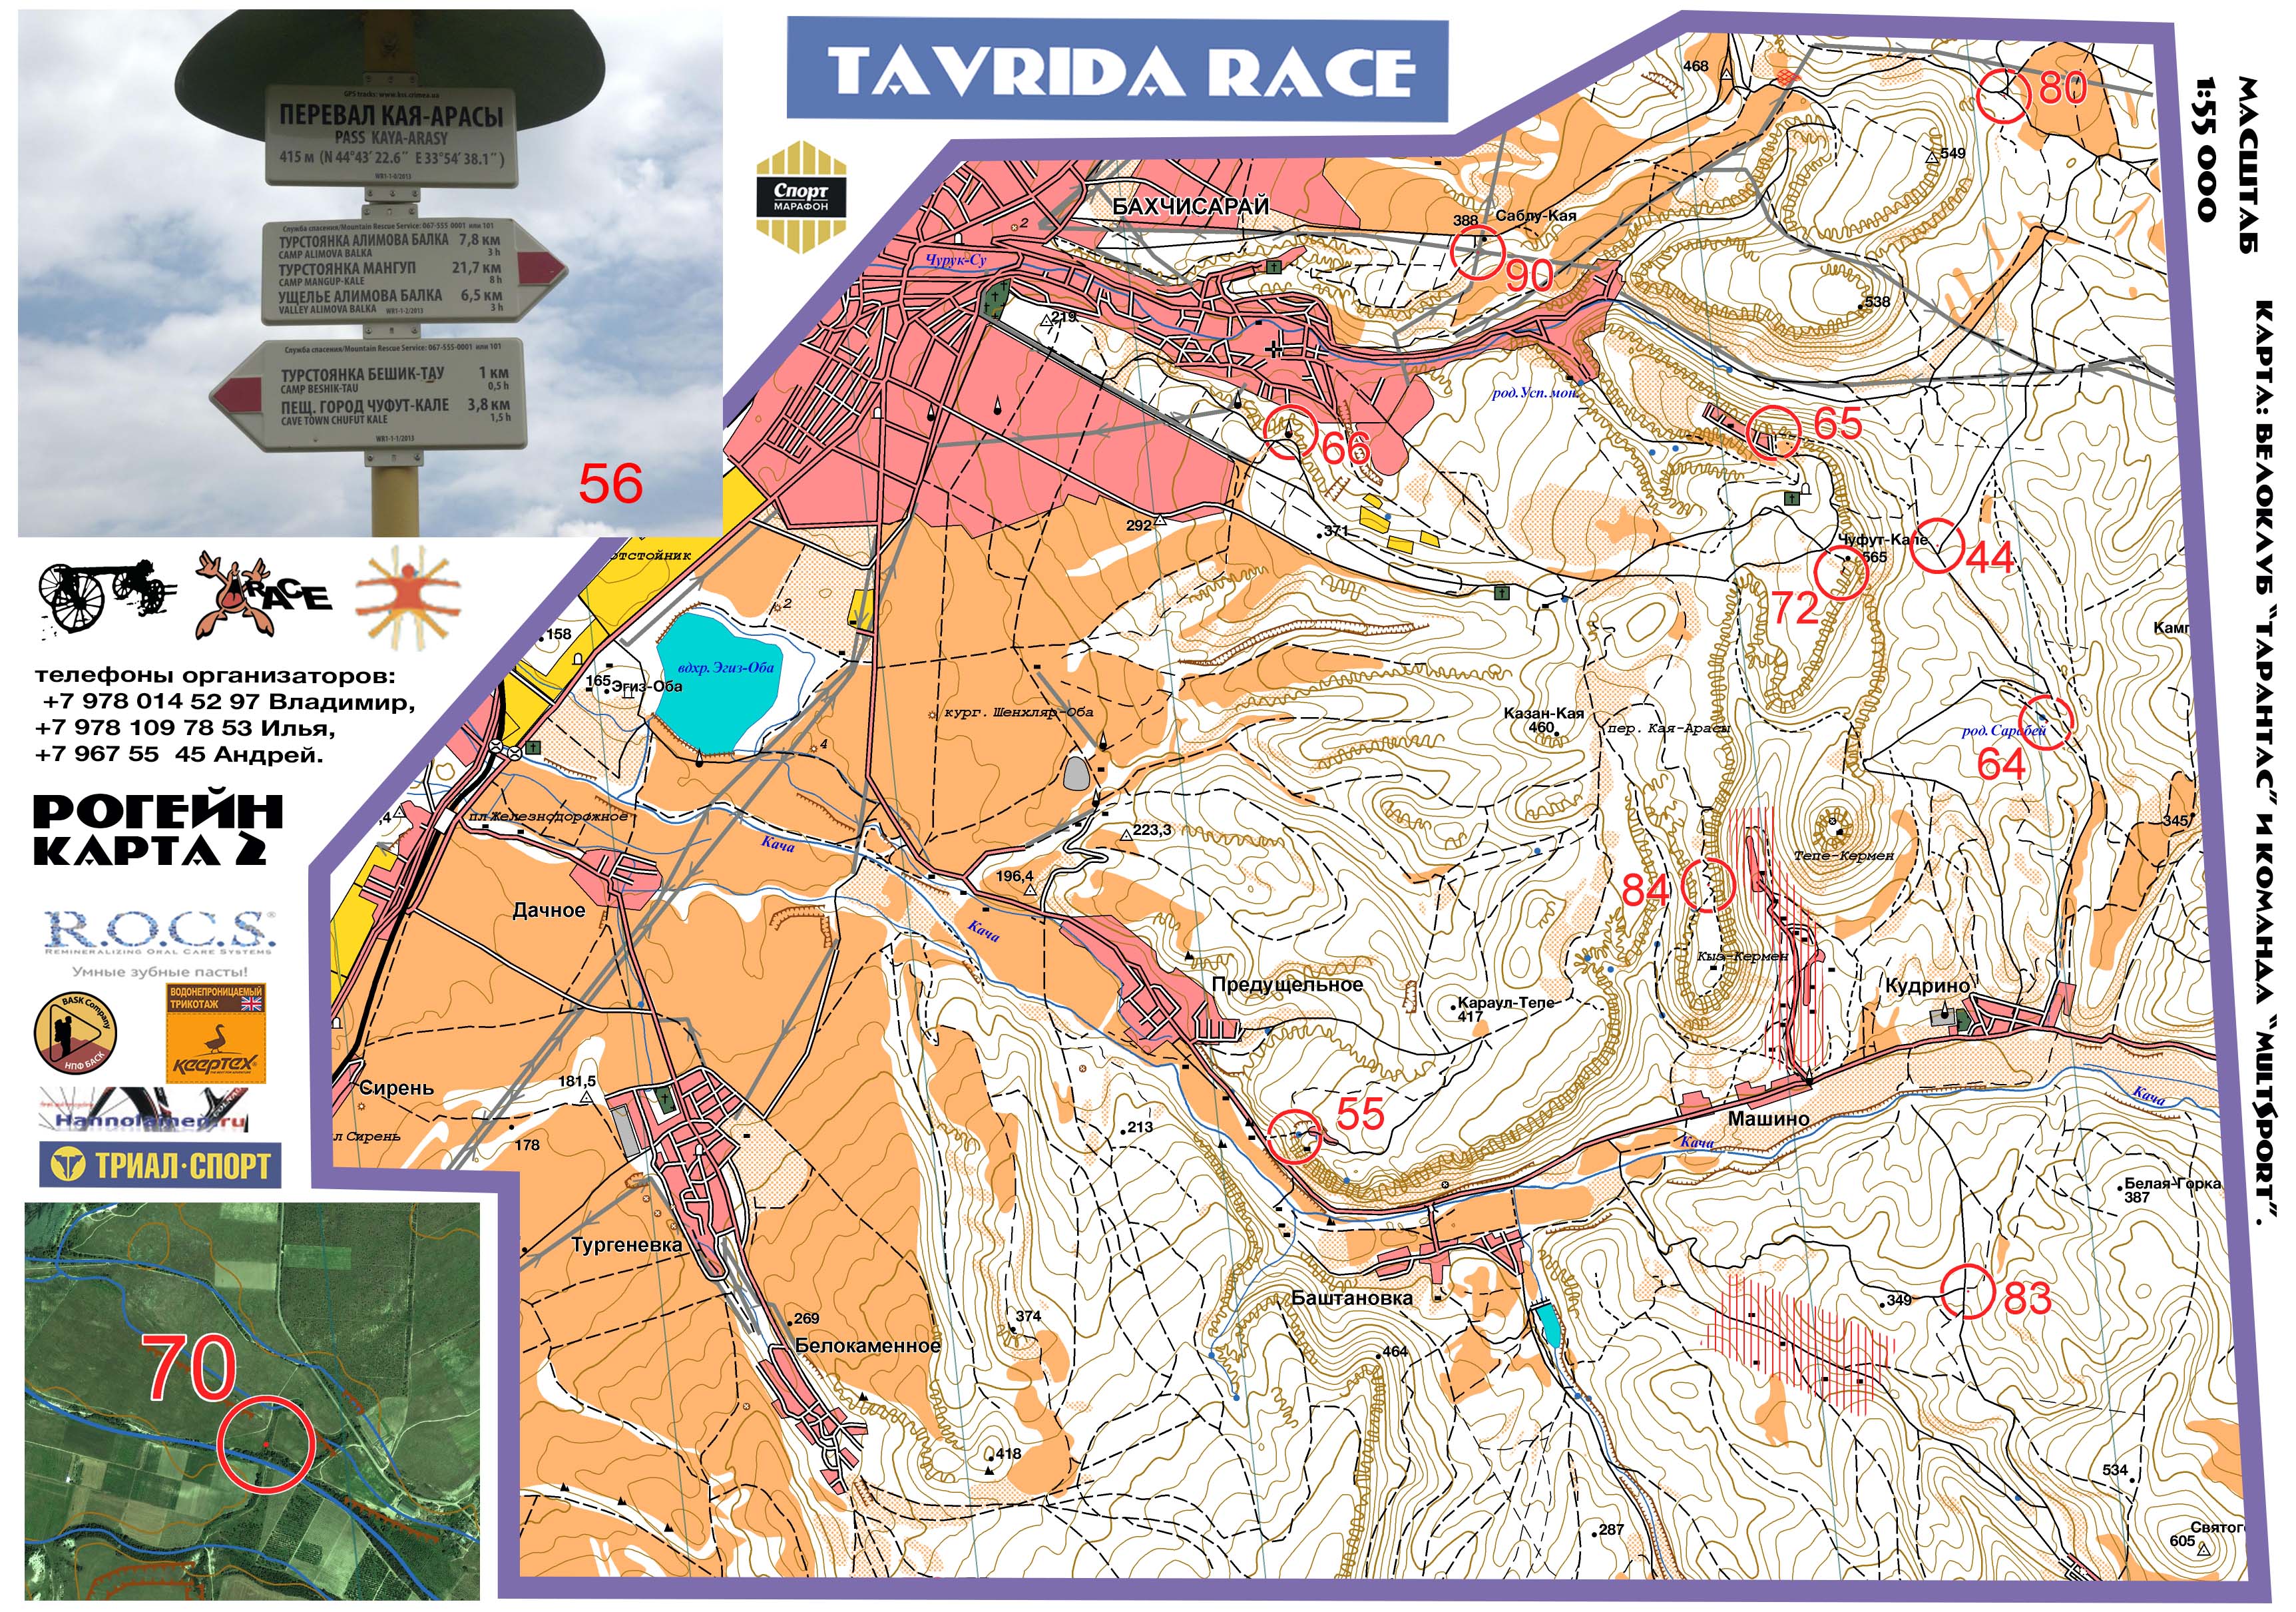 TAVRIDA RACE
GPS tracks: www.kss.crimea.ua
ПЕРЕВАЛ КАЯ-АРАСЫ
PASS KAYA-ARASY
415 м (N 44°43' 22.6" E 33°54' 38.1")
WR1-1-0/2013
Служба спасения/Mountain Rescue Service: 067-555 0001 или 101
ТУРСТОЯНКА АЛИМОВА БАЛКА 7,8 км
CAMP ALIMOVA BALKA 3 h
ТУРСТОЯНКА МАНГУП 21,7 км
CAMP MANGUP-KALE 8 h
УЩЕЛЬЕ АЛИМОВА БАЛКА 6,5 км
VALLEY ALIMOVA BALKA WR1-1-2/2013 3 h
Служба спасения/Mountain Rescue Service: 067-555-0001 или 101
ТУРСТОЯНКА БЕШИК-ТАУ 1 км
CAMP BESHIK-TAU 0,5 h
ПЕЩ. ГОРОД ЧУФУТ-КАЛЕ 3,8 км
CAVE TOWN CHUFUT KALE 1,5 h
WR1-1-1/2013
56
Спорт
МАРАФОН
RACE
телефоны организаторов:
+7 978 014 52 97 Владимир,
+7 978 109 78 53 Илья,
+7 967 55 45 Андрей.
РОГЕЙН
КАРТА 2
R.O.C.S.®
REMINERALIZING ORAL CARE SYSTEMS
Умные зубные пасты!
BASK Company
НПФ БАСК
ВОДОНЕПРОНИЦАЕМЫЙ
ТРИКОТАЖ
KEEPTEX
Hannolainen.ru
ТРИАЛ·СПОРТ
70
МАСШТАБ
1:55 000
КАРТА: ВЕЛОКЛУБ "ТАРАНТАС" И КОМАНДА "MULTSPORT".
468
80
549
БАХЧИСАРАЙ
388
Саблу-Кая
2
Чурук-Су
90
538
219
род.Усп.мон.
65
66
292
371
Чуфут-Кале
565
44
72
отстойник
158
2
165
Эгиз-Оба
вдхр.Эгиз-Оба
Камп
кург. Шенхляр-Оба
Казан-Кая
460
пер. Кая-Арасы
род.Сарабей
64
4
,4
пл Железнодорожное
Кача
223,3
345
Тепе-Кермен
196,4
84
Дачное
Кача
Кыз-Кермен
Предущельное
Кудрино
Караул-Тепе
417
Сирень
181,5
Кача
55
Машино
л Сирень
178
213
Кача
Белая-Горка
387
Тургеневка
Баштановка
349
83
269
374
Белокаменное
464
418
534
287
Святог
605